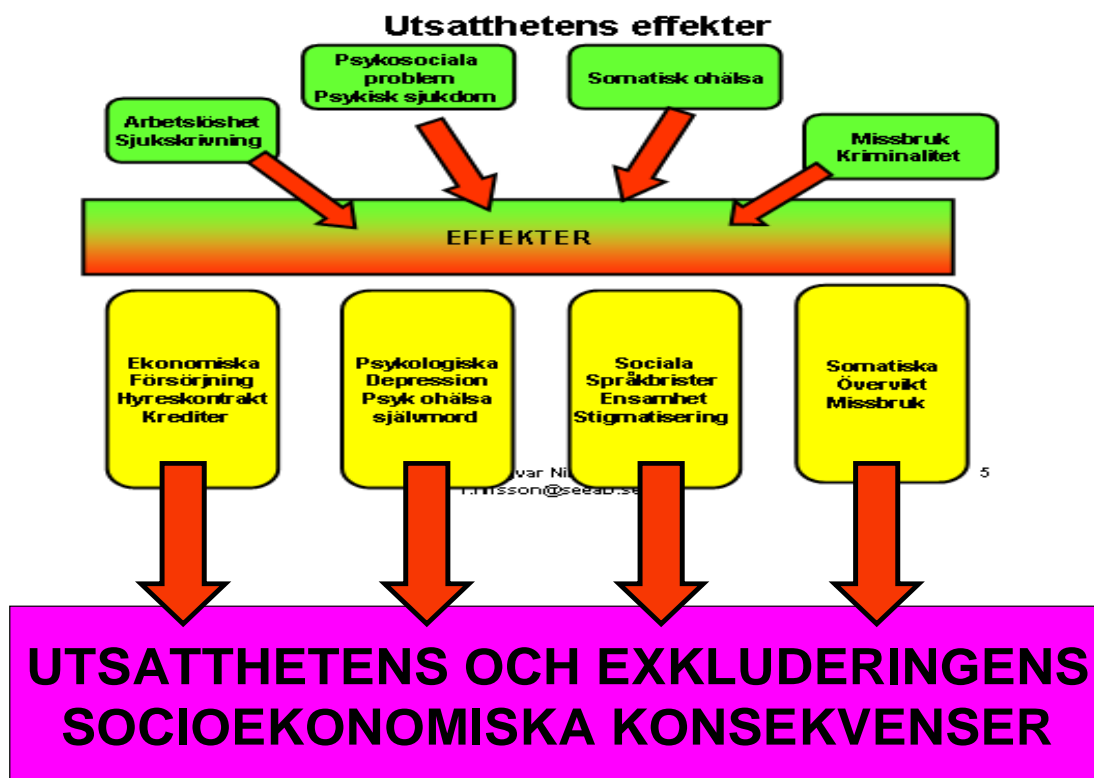 Utsatthetens effekter
Psykosociala
problem
Psykisk sjukdom
Somatisk ohälsa
Arbetslöshet
Sjukskrivning
Missbruk
Kriminalitet
EFFEKTER
Ekonomiska
Försörjning
Hyreskontrakt
Krediter
Psykologiska
Depression
Psyk ohälsa
självmord
Sociala
Språkbrister
Ensamhet
Stigmatisering
Somatiska
Övervikt
Missbruk
5
UTSATTHETENS OCH EXKLUDERINGENS
SOCIOEKONOMISKA KONSEKVENSER